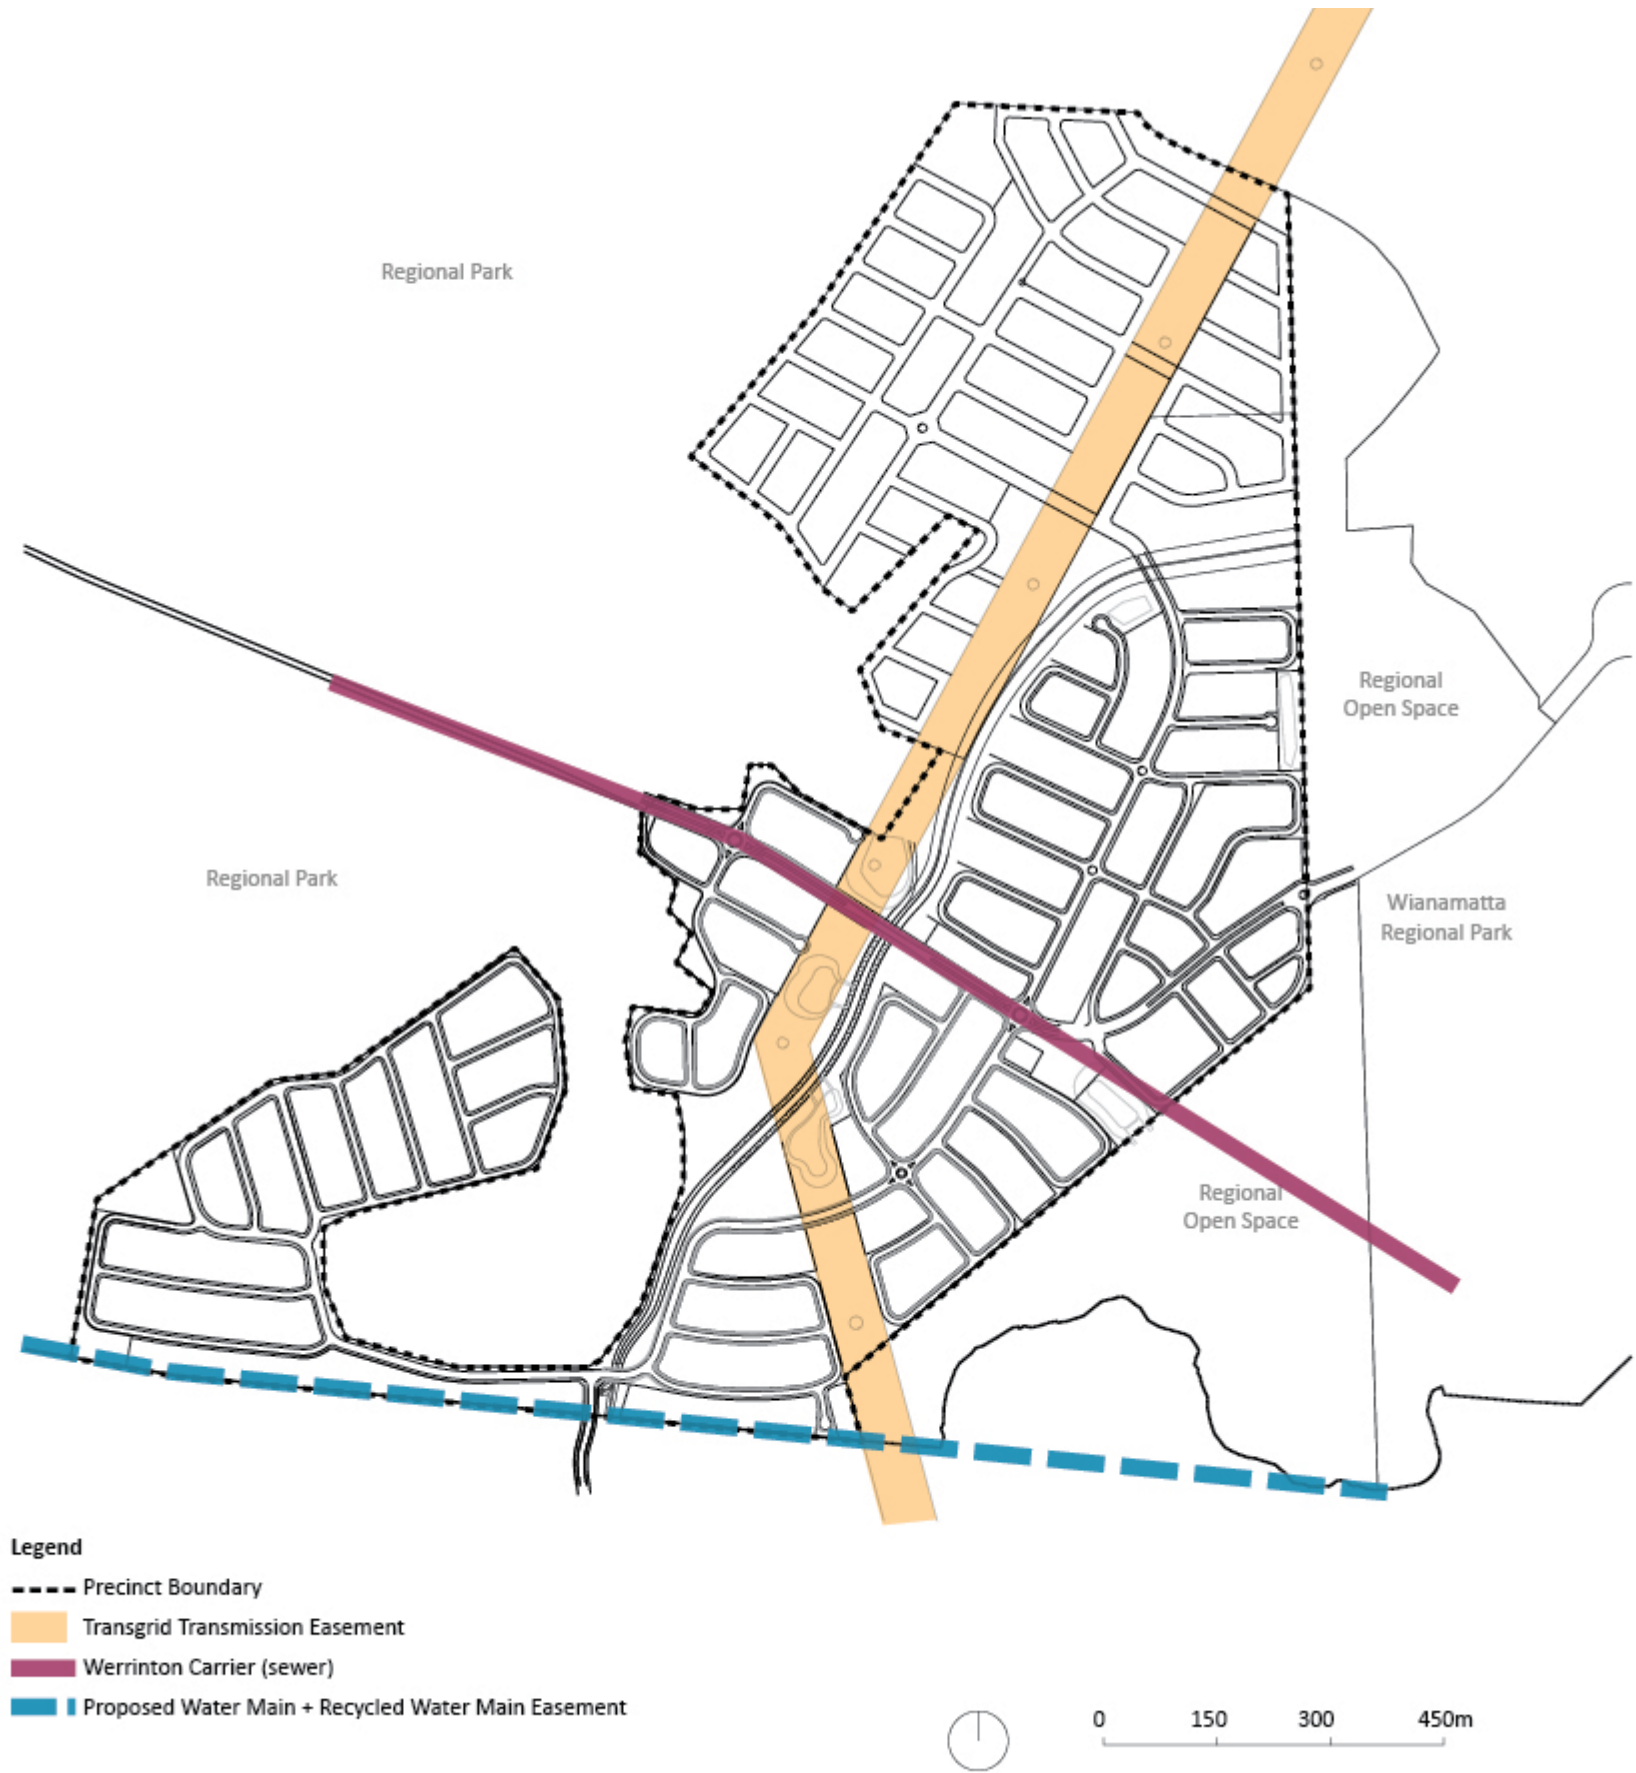 Regional Park
Regional
Open Space
Regional Park
Wianamatta
Regional Park
Regional
Open Space
Legend
Precinct Boundary
Transgrid Transmission Easement
Werrinton Carrier (sewer)
Proposed Water Main + Recycled Water Main Easement
0 150 300 450m